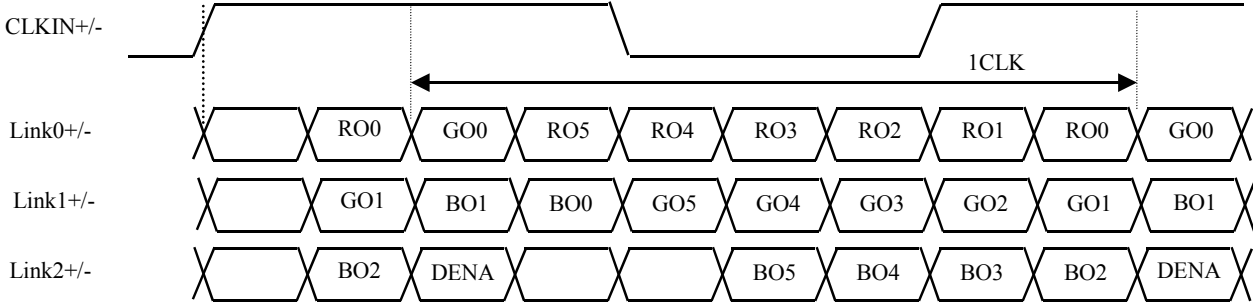 CLKIN+/-
1CLK
Link0+/- RO0 GO0 RO5 RO4 RO3 RO2 RO1 RO0 GO0
Link1+/- GO1 BO1 BO0 GO5 GO4 GO3 GO2 GO1 BO1
Link2+/- BO2 DENA BO5 BO4 BO3 BO2 DENA